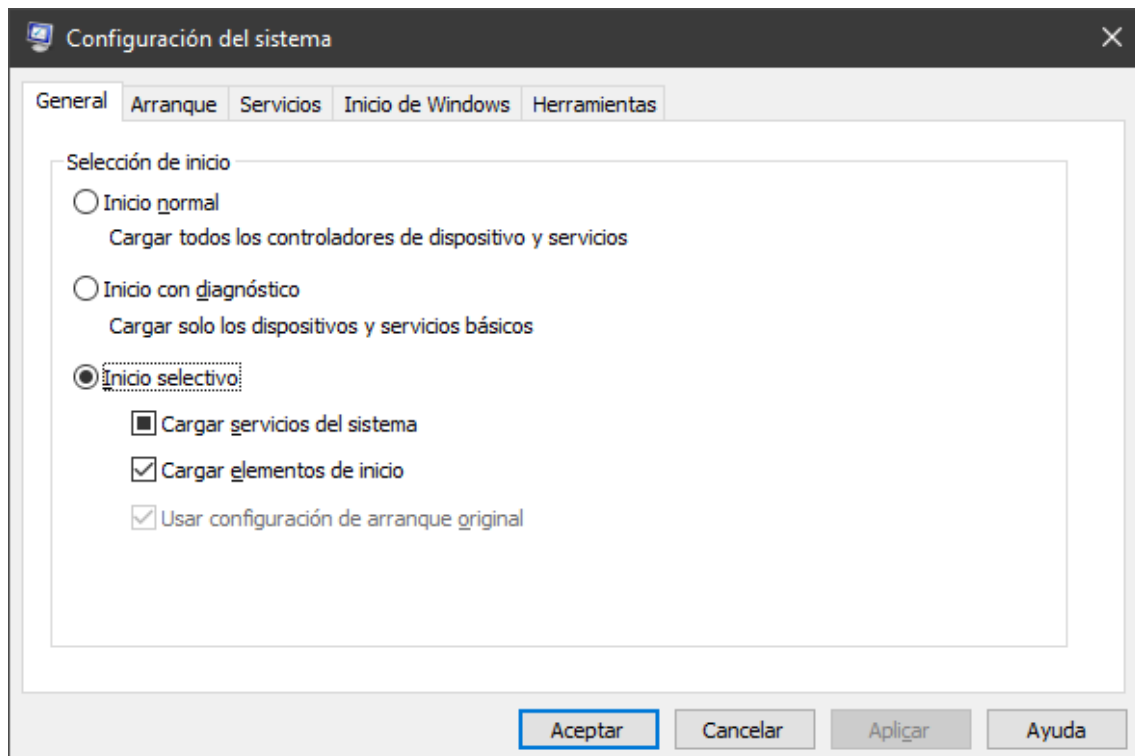 Configuración del sistema
General Arranque Servicios Inicio de Windows Herramientas
Selección de inicio
Inicio normal
Cargar todos los controladores de dispositivo y servicios
Inicio con diagnóstico
Cargar solo los dispositivos y servicios básicos
Inicio selectivo
Cargar servicios del sistema
Cargar elementos de inicio
Usar configuración de arranque original
Aceptar Cancelar Aplicar Ayuda